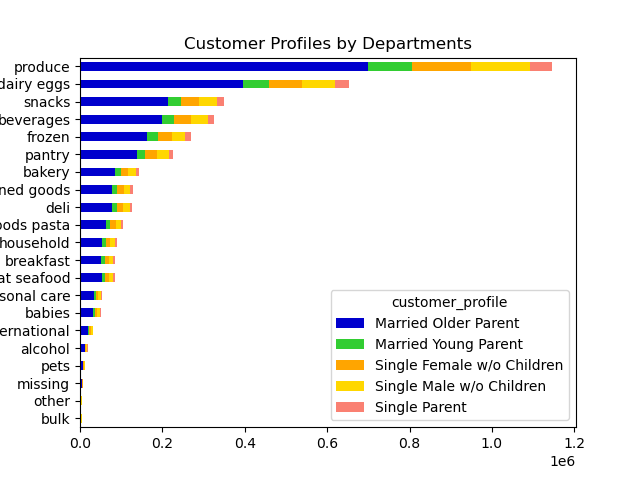 Customer Profiles by Departments
produce
dairy eggs
snacks
beverages
frozen
pantry
bakery
ned goods
deli
oods pasta
household
breakfast
at seafood
sonal care
babies
ernational
alcohol
pets
missing
other
bulk
customer_profile
Married Older Parent
Married Young Parent
Single Female w/o Children
Single Male w/o Children
Single Parent
0.0 0.2 0.4 0.6 0.8 1.0 1.2
1e6